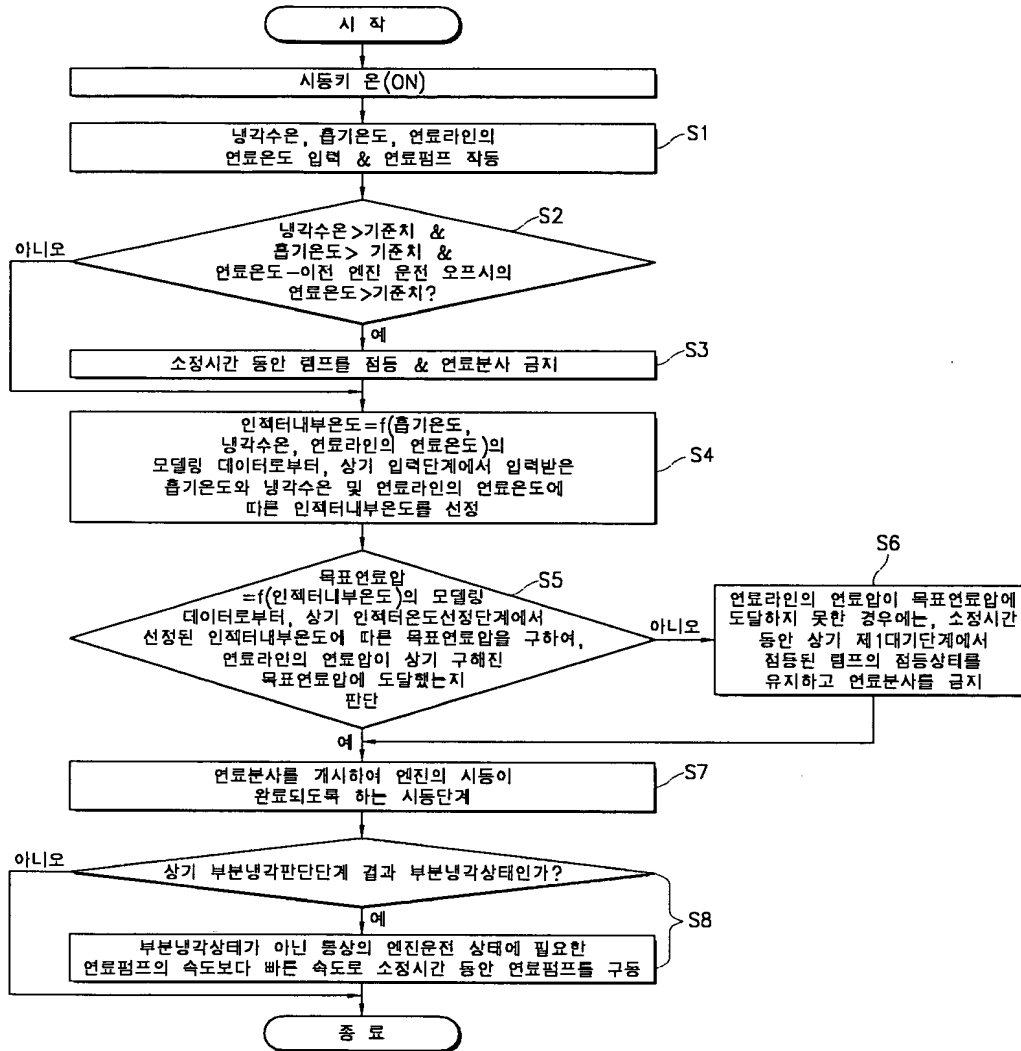 시 작
시동키 온(ON)
냉각수온, 흡기온도, 연료라인의
연료온도 입력 & 연료펌프 작동
S1
S2
냉각수온>기준치 &
흡기온도> 기준치 &
연료온도-이전 엔진 운전 오프시의
연료온도>기준치?
아니오
예
S3
소정시간 동안 램프를 점등 & 연료분사 금지
인젝터내부온도=f(흡기온도,
냉각수온, 연료라인의 연료온도)의
모델링 데이터로부터, 상기 입력단계에서 입력받은
흡기온도와 냉각수온 및 연료라인의 연료온도에
따른 인젝터내부온도를 선정
S4
S5
목표연료압
=f(인젝터내부온도)의 모델링
데이터로부터, 상기 인젝터온도선정단계에서
선정된 인젝터내부온도에 따른 목표연료압을 구하여,
연료라인의 연료압이 상기 구해진
목표연료압에 도달했는지
판단
아니오
예
S6
연료라인의 연료압이 목표연료압에
도달하지 못한 경우에는, 소정시간
동안 상기 제1대기단계에서
점등된 램프의 점등상태를
유지하고 연료분사를 금지
S7
연료분사를 개시하여 엔진의 시동이
완료되도록 하는 시동단계
아니오
상기 부분냉각판단단계 결과 부분냉각상태인가?
예
S8
부분냉각상태가 아닌 통상의 엔진운전 상태에 필요한
연료펌프의 속도보다 빠른 속도로 소정시간 동안 연료펌프를 구동
종 료